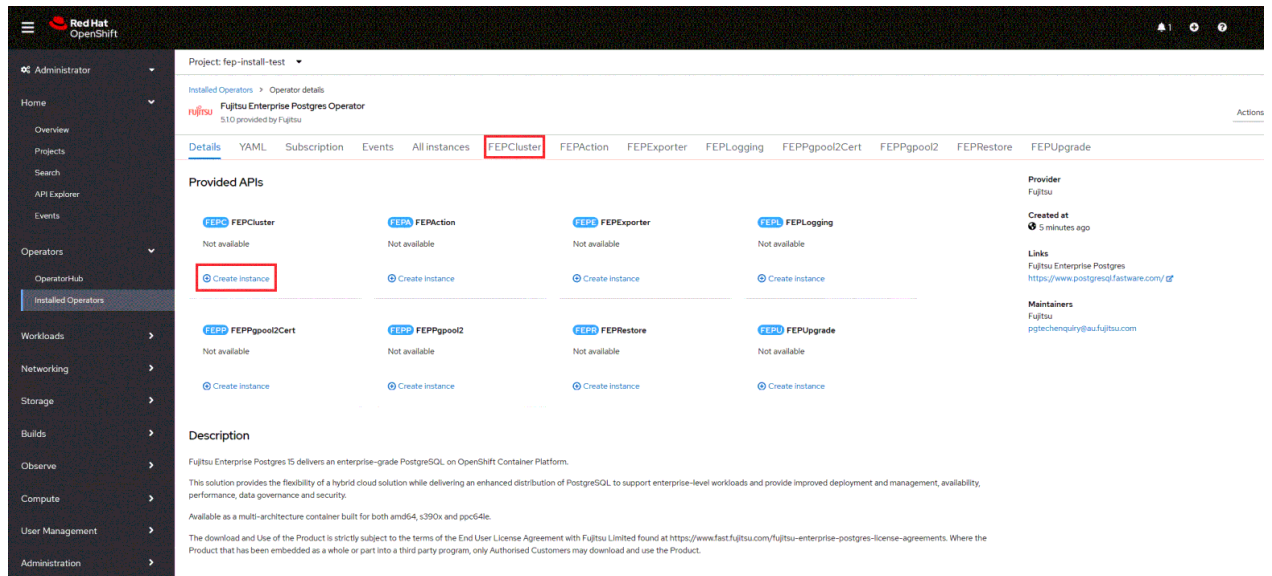 Red Hat
OpenShift
1
Administrator
Home
Overview
Projects
Search
API Explorer
Events
Operators
OperatorHub
Installed Operators
Workloads
Networking
Storage
Builds
Observe
Compute
User Management
Administration
Project: fep-install-test
Installed Operators > Operator details
FUJITSU
Fujitsu Enterprise Postgres Operator
5.1.0 provided by Fujitsu
Actions
Details YAML Subscription Events All instances FEPCluster FEPAction FEPExporter FEPLogging FEPPgpool2Cert FEPPgpool2 FEPRestore FEPUpgrade
Provided APIs
FEPC FEPCluster FEPA FEPAction FEPE FEPExporter FEPL FEPLogging
Not available Not available Not available Not available
Create instance Create instance Create instance Create instance
FEPP FEPPgpool2Cert FEPP FEPPgpool2 FEPR FEPRestore FEPU FEPUpgrade
Not available Not available Not available Not available
Create instance Create instance Create instance Create instance
Provider
Fujitsu
Created at
5 minutes ago
Links
Fujitsu Enterprise Postgres
https://www.postgresql.fastware.com/
Maintainers
Fujitsu
pgtechenquiry@au.fujitsu.com
Description
Fujitsu Enterprise Postgres 15 delivers an enterprise-grade PostgreSQL on OpenShift Container Platform.
This solution provides the flexibility of a hybrid cloud solution while delivering an enhanced distribution of PostgreSQL to support enterprise-level workloads and provide improved deployment and management, availability,
performance, data governance and security.
Available as a multi-architecture container built for both amd64, s390x and ppc64le.
The download and Use of the Product is strictly subject to the terms of the End User License Agreement with Fujitsu Limited found at https://www.fast.fujitsu.com/fujitsu-enterprise-postgres-license-agreements. Where the
Product that has been embedded as a whole or part into a third party program, only Authorised Customers may download and use the Product.